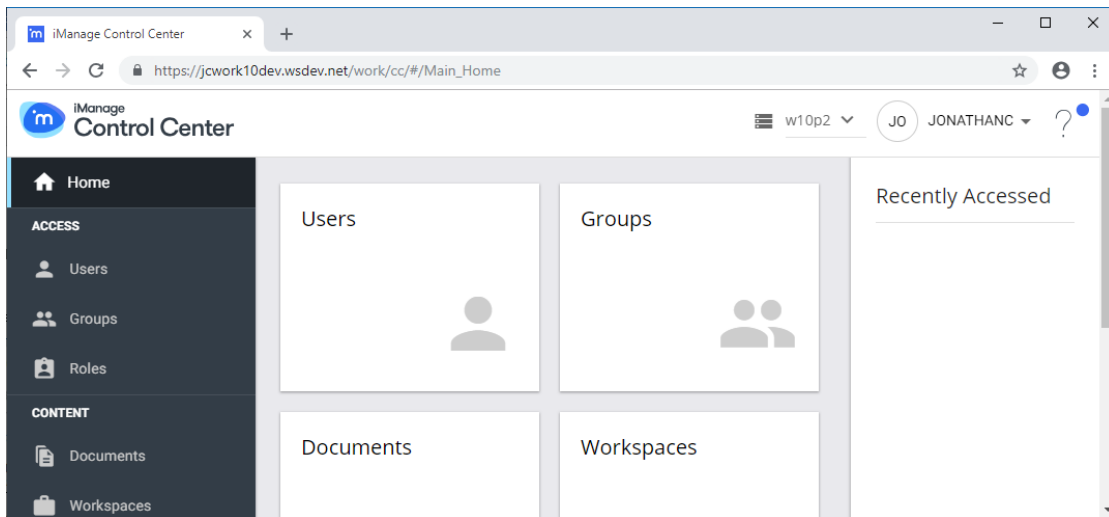 iManage Control Center
https://jcwork10dev.wsdev.net/work/cc/#/Main_Home
im
iManage
Control Center
w10p2
JO
JONATHANC
?
Home
ACCESS
Users
Groups
Roles
CONTENT
Documents
Workspaces
Users
Groups
Documents
Workspaces
Recently Accessed